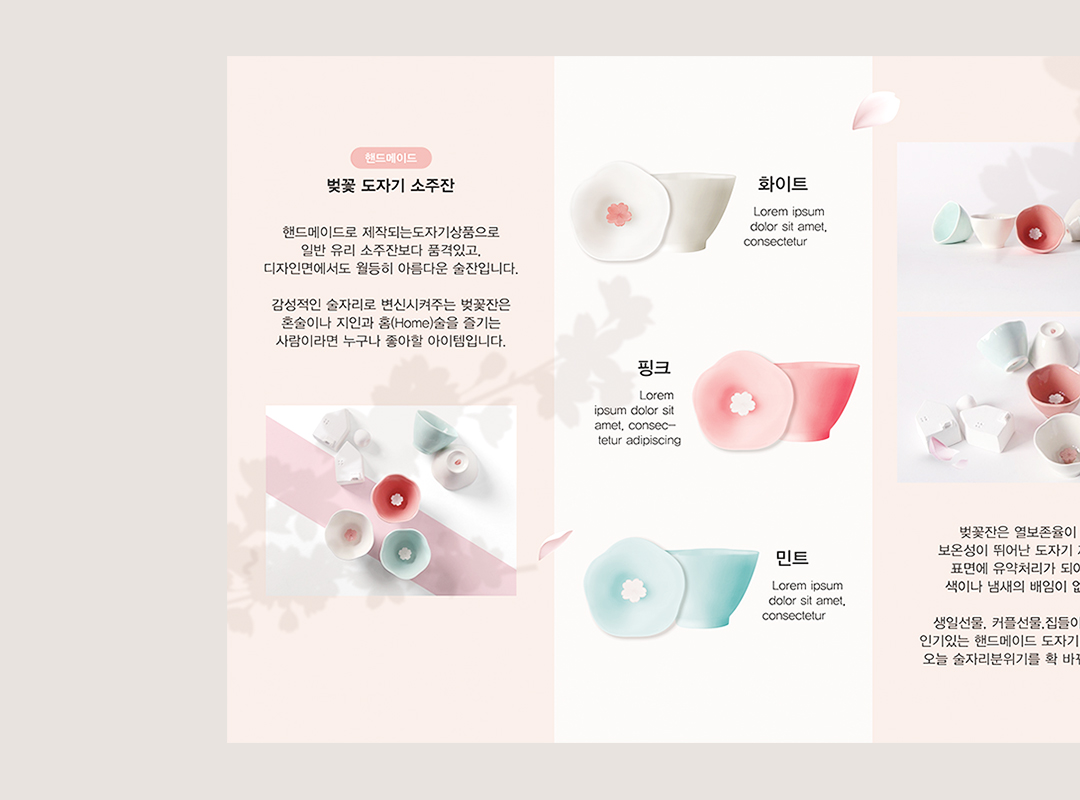 핸드메이드
벚꽃 도자기 소주잔
핸드메이드로 제작되는도자기상품으로
일반 유리 소주잔보다 품격있고,
디자인면에서도 월등히 아름다운 술잔입니다.
감성적인 술자리로 변신시켜주는 벚꽃잔은
혼술이나 지인과 홈(Home)술을 즐기는
사람이라면 누구나 좋아할 아이템입니다.
화이트
Lorem ipsum
dolor sit amet,
consectetur
핑크
Lorem
ipsum dolor sit
amet, consec-
tetur adipiscing
민트
Lorem ipsum
dolor sit amet,
consectetur
벚꽃잔은 열보존율이
보온성이 뛰어난 도자기
표면에 유약처리가 되어
색이나 냄새의 배임이
생일선물, 커플선물,집들이
인기있는 핸드메이드 도자기
오늘 술자리분위기를 확